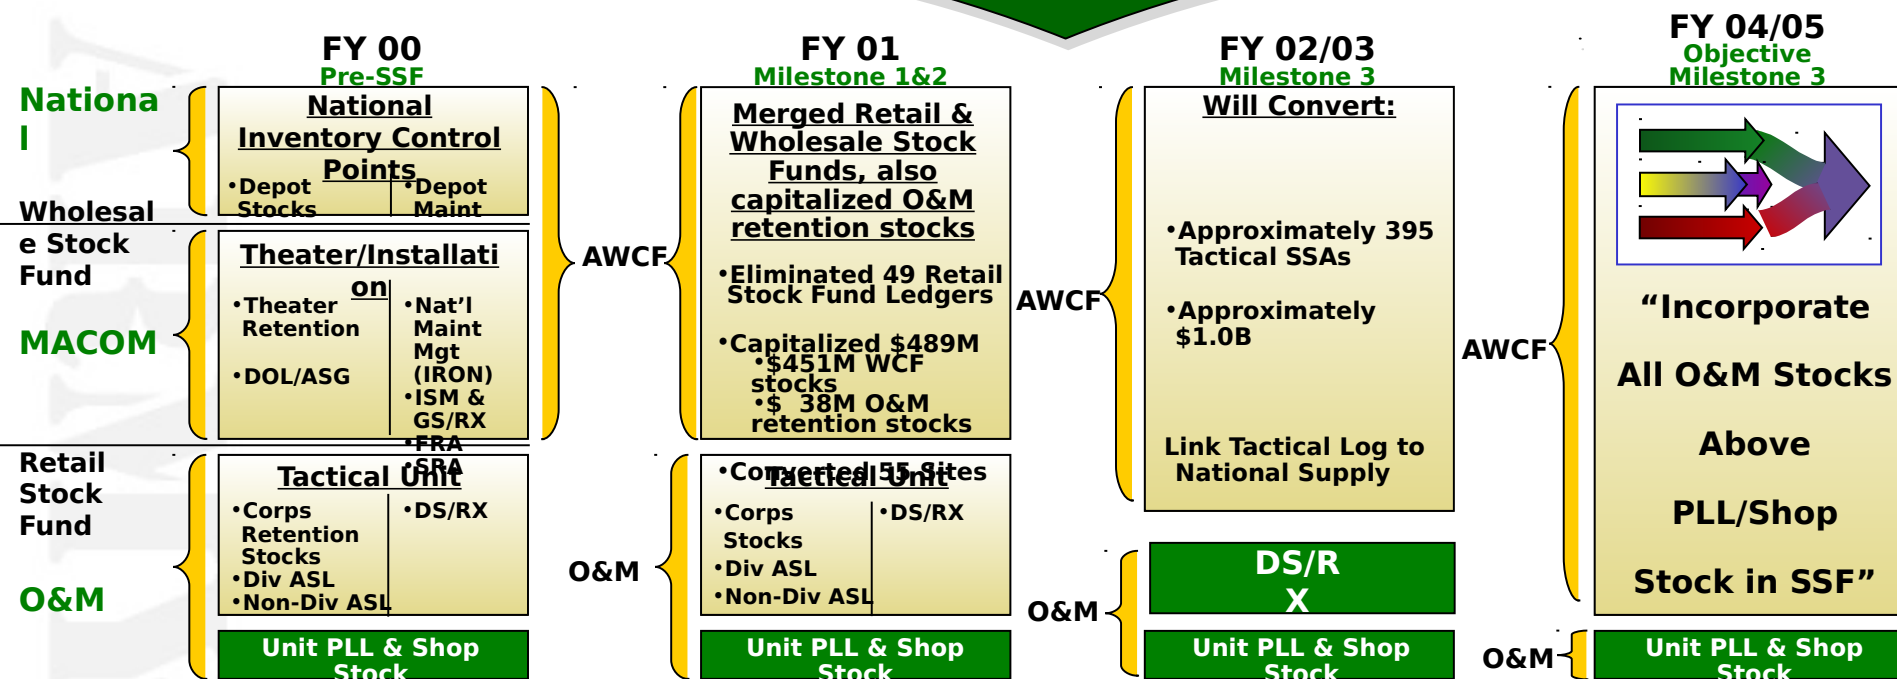 FY 00
Pre-SSF
FY 01
Milestone 1&2
FY 02/03
Milestone 3
FY 04/05
Objective
Milestone 3
Nationa
l
Wholesal
e Stock
Fund
MACOM
Retail
Stock
Fund
O&M
National
Inventory Control
Points
•Depot
Stocks
•Depot
Maint
Theater/Installati
on
•Theater
Retention
•DOL/ASG
•Nat’l
Maint
Mgt
(IRON)
•ISM &
GS/RX
•FRA
•SRA
Tactical Unit
•Corps
Retention
Stocks
•Div ASL
•Non-Div ASL
•DS/RX
Unit PLL & Shop
Stock
AWCF
O&M
Merged Retail &
Wholesale Stock
Funds, also
capitalized O&M
retention stocks
•Eliminated 49 Retail
Stock Fund Ledgers
•Capitalized $489M
•$451M WCF
stocks
•$ 38M O&M
retention stocks
•Converted 55 Sites
Tactical Unit
•Corps
Stocks
•Div ASL
•Non-Div ASL
•DS/RX
Unit PLL & Shop
Stock
AWCF
O&M
Will Convert:
•Approximately 395
Tactical SSAs
•Approximately
$1.0B
Link Tactical Log to
National Supply
DS/R
X
Unit PLL & Shop
Stock
AWCF
O&M
“Incorporate
All O&M Stocks
Above
PLL/Shop
Stock in SSF”
Unit PLL & Shop
Stock